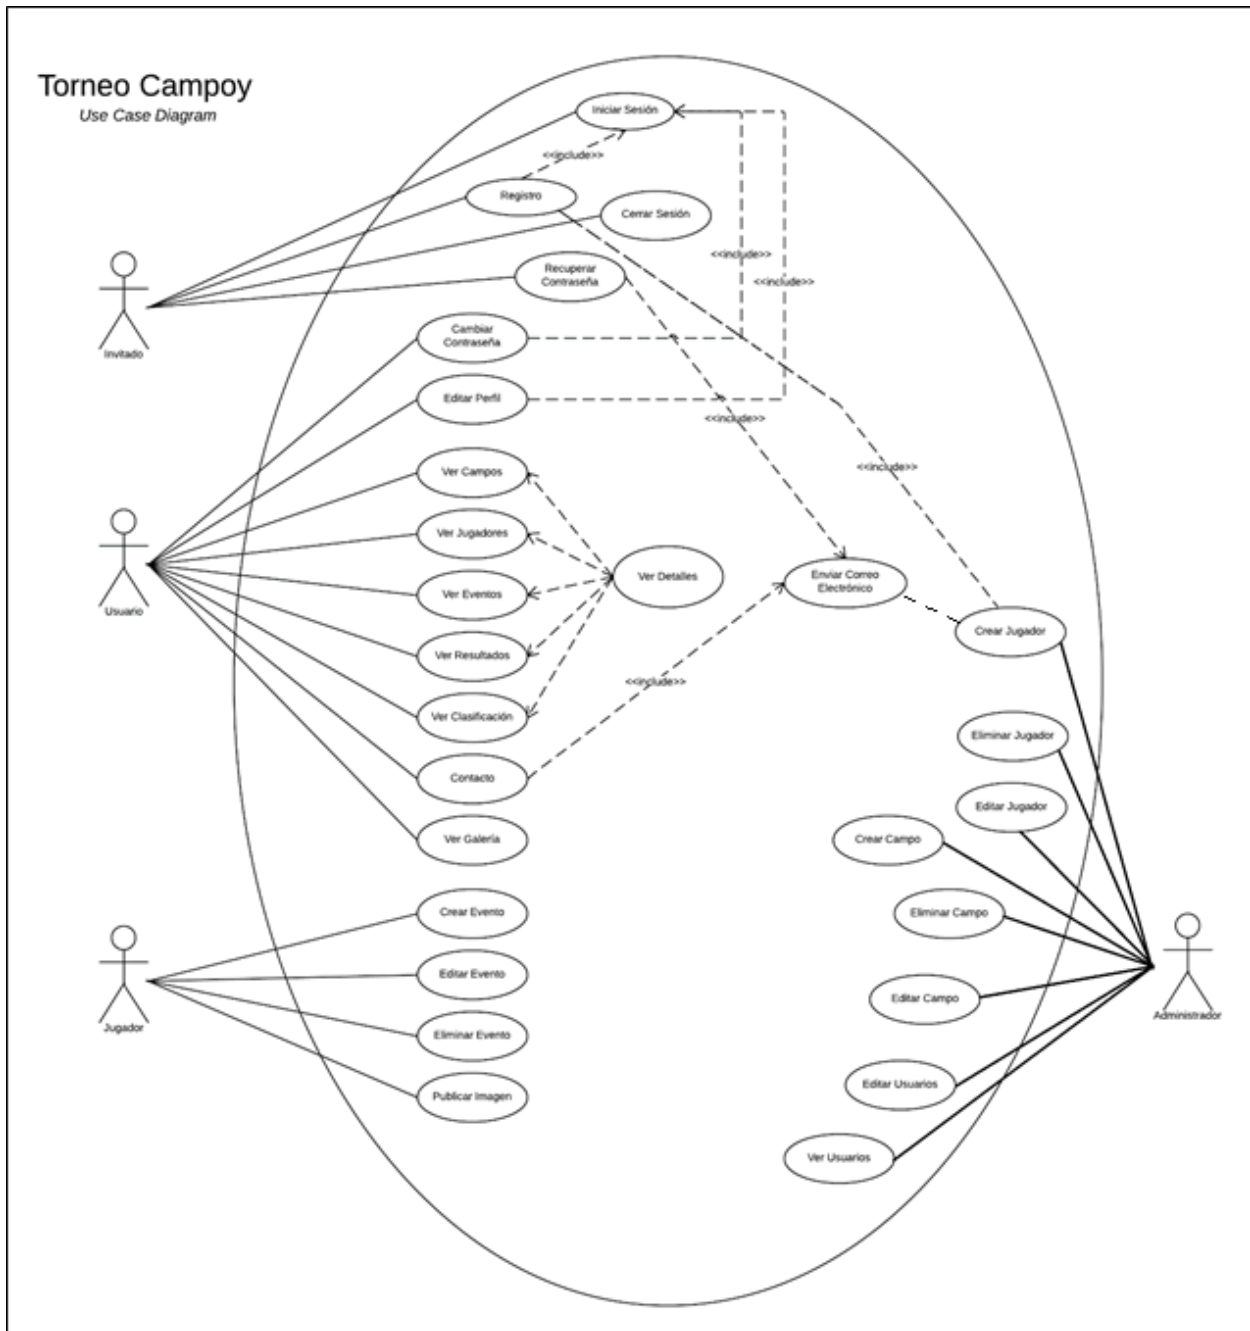 Torneo Campoy
Use Case Diagram
Iniciar Sesión
<<include>>
Registro
Cerrar Sesión
<<include>>
Recuperar
Contraseña
<<include>>
Invitado
Cambiar
Contraseña
Editar Perfil
<<include>>
<<include>>
Ver Campos
Ver Jugadores
Ver Detalles
Enviar Correo
Electrónico
Ver Eventos
Usuario
Crear Jugador
Ver Resultados
<<include>>
Ver Clasificación
Eliminar Jugador
Contacto
Editar Jugador
Ver Galería
Crear Campo
Crear Evento
Eliminar Campo
Editar Evento
Editar Campo
Jugador
Administrador
Eliminar Evento
Editar Usuarios
Publicar Imagen
Ver Usuarios